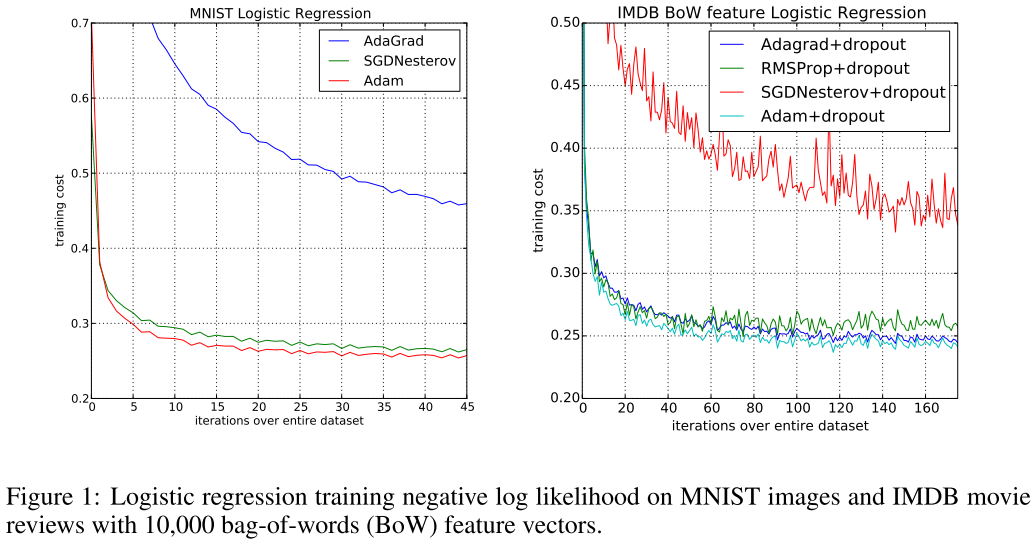 MNIST Logistic Regression
0.7
0.6
0.5
0.4
0.3
0.2
training cost
AdaGrad
SGDNesterov
Adam
0 5 10 15 20 25 30 35 40 45
iterations over entire dataset
IMDB BoW feature Logistic Regression
0.50
0.45
0.40
0.35
0.30
0.25
0.20
training cost
Adagrad+dropout
RMSProp+dropout
SGDNesterov+dropout
Adam+dropout
0 20 40 60 80 100 120 140 160
iterations over entire dataset
Figure 1: Logistic regression training negative log likelihood on MNIST images and IMDB movie
reviews with 10,000 bag-of-words (BoW) feature vectors.